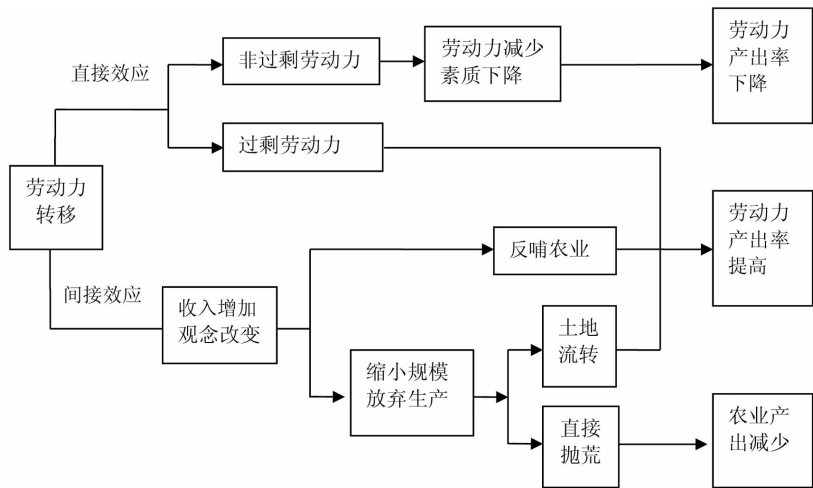 直接效应
非过剩劳动力
劳动力减少
素质下降
劳动力
产出率
下降
过剩劳动力
劳动力
转移
反哺农业
劳动力
产出率
提高
间接效应
收入增加
观念改变
土地
流转
缩小规模
放弃生产
直接
抛荒
农业产
出减少